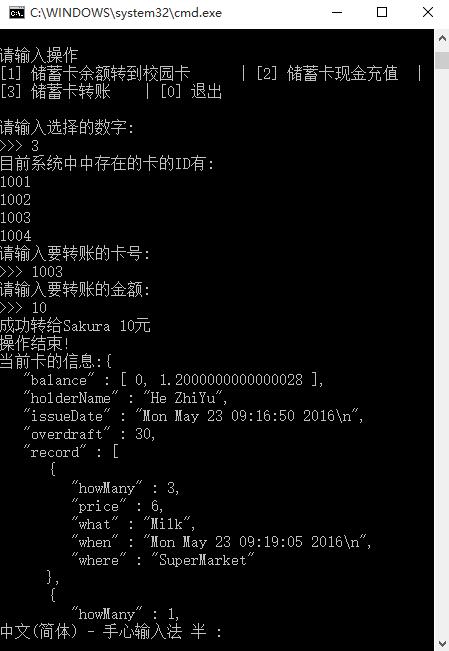 C:\WINDOWS\system32\cmd.exe
请输入操作
[1] 储蓄卡余额转到校园卡 | [2] 储蓄卡现金充值 |
[3] 储蓄卡转账 | [0] 退出
请输入选择的数字:
>>> 3
目前系统中中存在的卡的ID有:
1001
1002
1003
1004
请输入要转账的卡号:
>>> 1003
请输入要转账的金额:
>>> 10
成功转给Sakura 10元
操作结束!
当前卡的信息:{
"balance" : [ 0, 1.2000000000000028 ],
"holderName" : "He ZhiYu",
"issueDate" : "Mon May 23 09:16:50 2016\n",
"overdraft" : 30,
"record" : [
{
"howMany" : 3,
"price" : 6,
"what" : "Milk",
"when" : "Mon May 23 09:19:05 2016\n",
"where" : "SuperMarket"
},
{
"howMany" : 1,
中文(简体) - 手心输入法 半 :